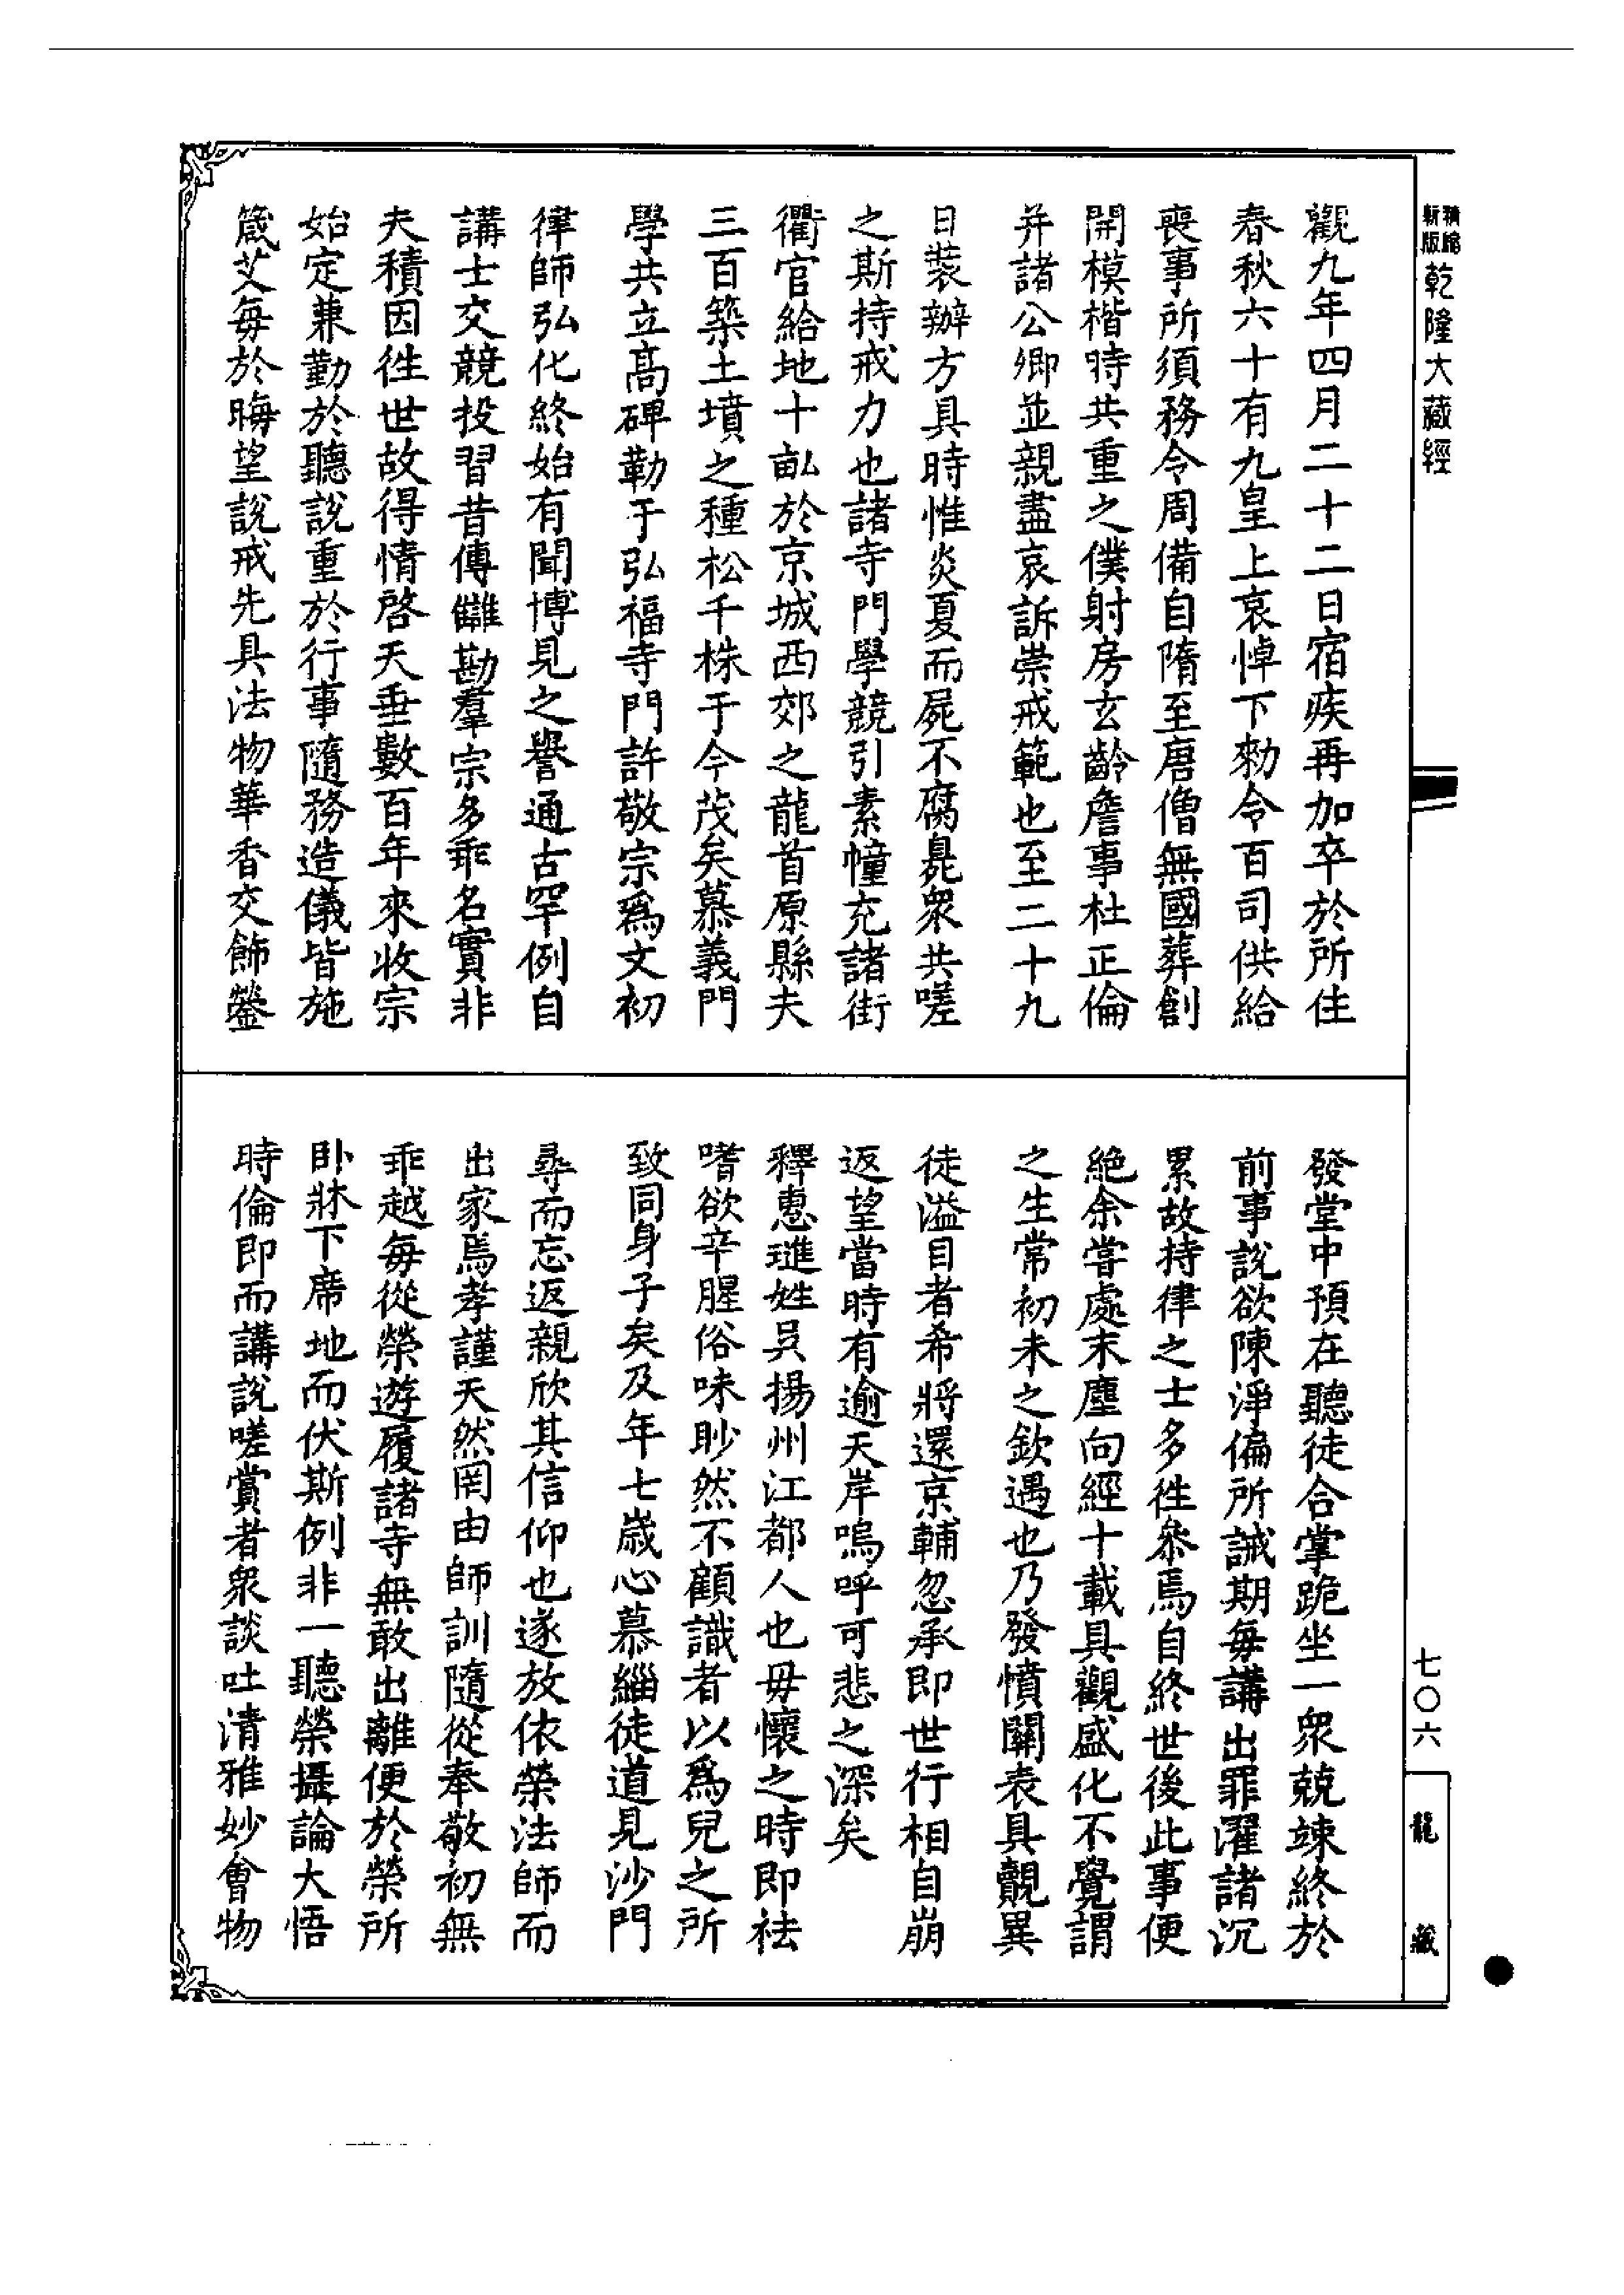 精縮
新版
乾隆大藏經
觀九年四月二十二日宿疾再加卒於所住
春秋六十有九皇上哀悼下勑令百司供給
喪事所須務令周備自隋至唐僧無國葬創
開模楷時共重之僕射房玄齡詹事杜正倫
并諸公卿並親盡哀訴崇戒範也至二十九
日裝辦方具時惟炎夏而屍不腐臰衆共嗟
之斯持戒力也諸寺門學競引素幢充諸街
衢官給地十畝於京城西郊之龍首原縣夫
三百築土墳之種松千株于今茂矣慕義門
學共立高碑勒于弘福寺門許敬宗爲文初
律師弘化終始有聞博見之譽通古罕例自
講士交競投習昔傳讎勘羣宗多乖名實非
夫積因徃世故得情啓天垂數百年來收宗
始定兼勤於聽說重於行事隨務造儀皆施
箴艾每於晦望說戒先具法物華香交飾鎣
發堂中預在聽徒合掌跪坐一衆兢竦終於
前事說欲陳淨偏所誡期每講出罪濯諸沉
累故持律之士多徃叅焉自終世後此事便
絕余嘗處末塵向經十載具觀盛化不覺謂
之生常初未之欽遇也乃發憤關表具覿異
徒溢目者希將還京輔忽承即世行相自崩
返望當時有逾天岸嗚呼可悲之深矣
釋惠璡姓吳揚州江都人也毋懷之時即祛
嗜欲辛腥俗味眇然不顧識者以爲兒之所
致同身子矣及年七歲心慕緇徒道見沙門
尋而忘返親欣其信仰也遂放依榮法師而
出家焉孝謹天然罔由師訓隨從奉敬初無
乖越每從榮遊履諸寺無敢出離便於榮所
卧牀下席地而伏斯例非一聽榮攝論大悟
時倫即而講說嗟賞者衆談吐清雅妙會物
七〇六
龍藏